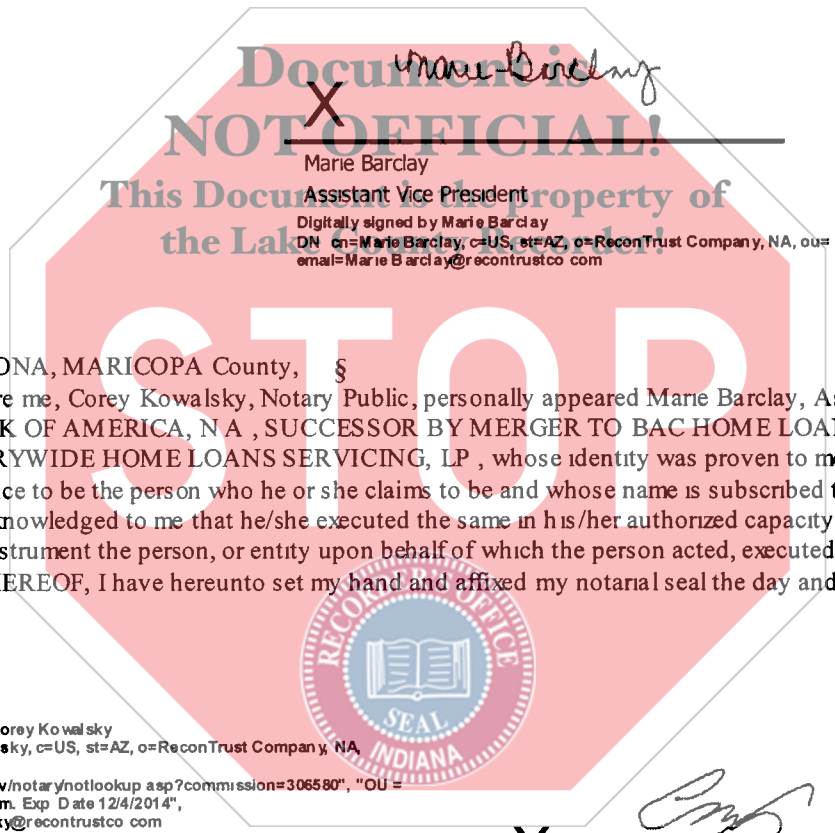 Document is
Marie Barclay
X
NOT OFFICIAL!
Marie Barclay
Assistant Vice President
This Document is the property of
Digitally signed by Marie Barclay
the Lake County Recorder!
DN cn=Marie Barclay, c=US, st=AZ, o=ReconTrust Company, NA, ou=
email=Marie Barclay@recontrustco com
STOP
ONA, MARICOPA County, §
re me, Corey Kowalsky, Notary Public, personally appeared Marie Barclay, As
K OF AMERICA, N A , SUCCESSOR BY MERGER TO BAC HOME LOA
RYWIDE HOME LOANS SERVICING, LP , whose identity was proven to m
ce to be the person who he or she claims to be and whose name is subscribed t
knowledged to me that he/she executed the same in his/her authorized capacity
strument the person, or entity upon behalf of which the person acted, executed
EREOF, I have hereunto set my hand and affixed my notarial seal the day and
RECORDER'S OFFICE
SEAL
INDIANA
orey Kowalsky
sky, c=US, st=AZ, o=ReconTrust Company, NA,
v/notary/notlookup asp?commission=306580", "OU =
m. Exp Date 12/4/2014",
ky@recontrustco com
X